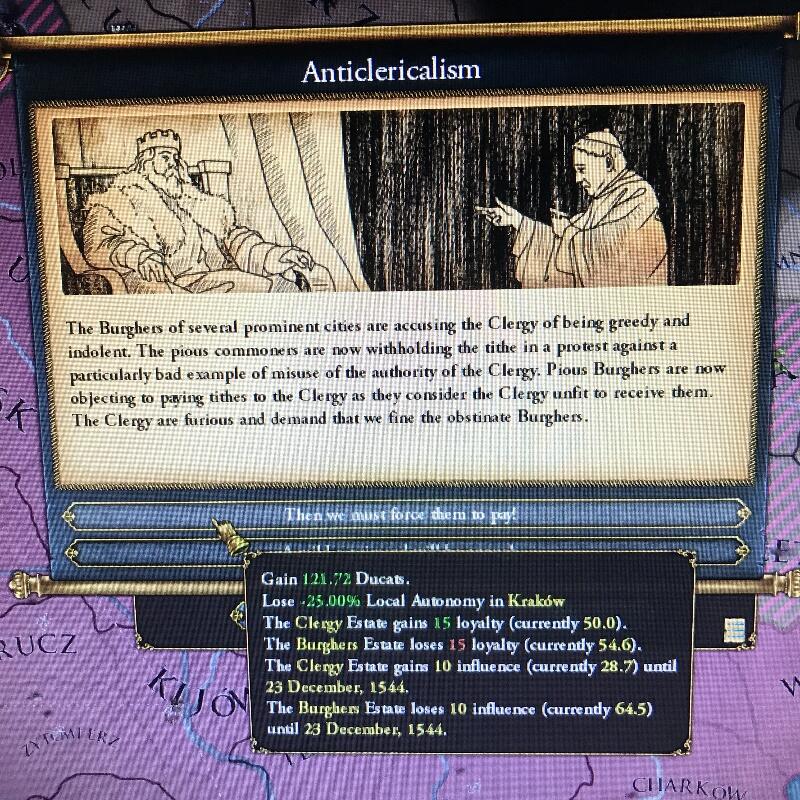 Anticlericalism
The Burghers of several prominent cities are accusing the Clergy of being greedy and
indolent. The pious commoners are now withholding the tithe in a protest against a
particularly bad example of misuse of the authority of the Clergy. Pious Burghers are now
objecting to paying tithes to the Clergy as they consider the Clergy unfit to receive them.
The Clergy are furious and demand that we fine the obstinate Burghers.
Then we must force them to pay!
Gain 121.72 Ducats.
Lose -25.00% Local Autonomy in Kraków
The Clergy Estate gains 15 loyalty (currently 50.0).
The Burghers Estate loses 15 loyalty (currently 54.6).
The Clergy Estate gains 10 influence (currently 28.7) until
23 December, 1544.
The Burghers Estate loses 10 influence (currently 64.5)
until 23 December, 1544.
RUCZ
KIJÓW
CHARKOW